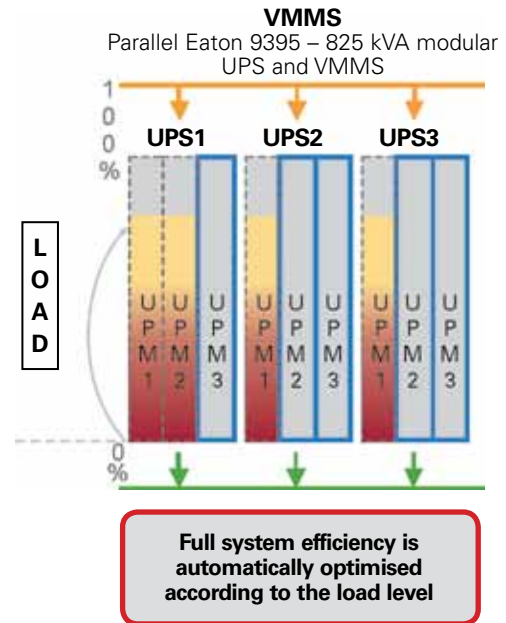 VMMS
Parallel Eaton 9395 – 825 kVA modular
UPS and VMMS
100%
UPS1 UPS2 UPS3
LOAD
UPM1 UPM2 UPM3 UPM1 UPM2 UPM3 UPM1 UPM2 UPM3
0%
Full system efficiency is
automatically optimised
according to the load level